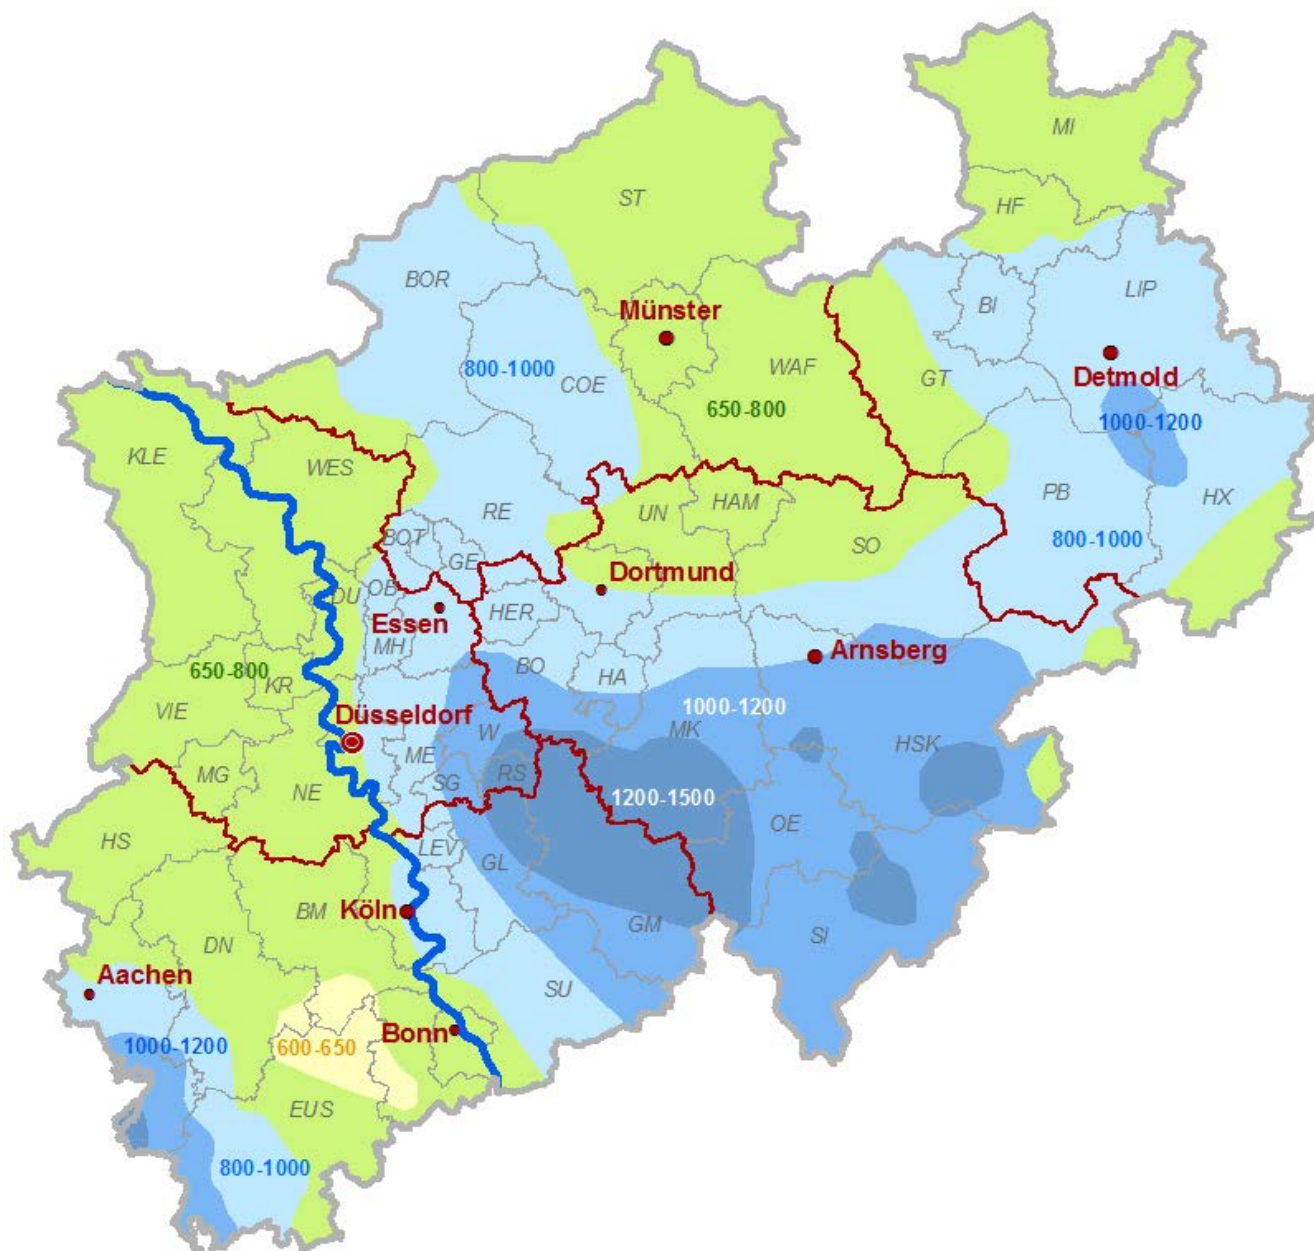 MI
ST
HF
BOR
LIP
BI
Münster
800-1000
COE
WAF
GT
Detmold
650-800
1000-1200
KLE
WES
PB
HX
RE
UN
HAM
BOT
SO
800-1000
GE
Dortmund
DU
OB
Essen
HER
MH
BO
HA
Arnsberg
650-800
KR
VIE
1000-1200
Düsseldorf
W
MK
HSK
ME
MG
NE
SG
RS
1200-1500
OE
HS
LEV
GL
BM
Köln
GM
DN
SI
Aachen
SU
Bonn
1000-1200
600-650
EUS
800-1000